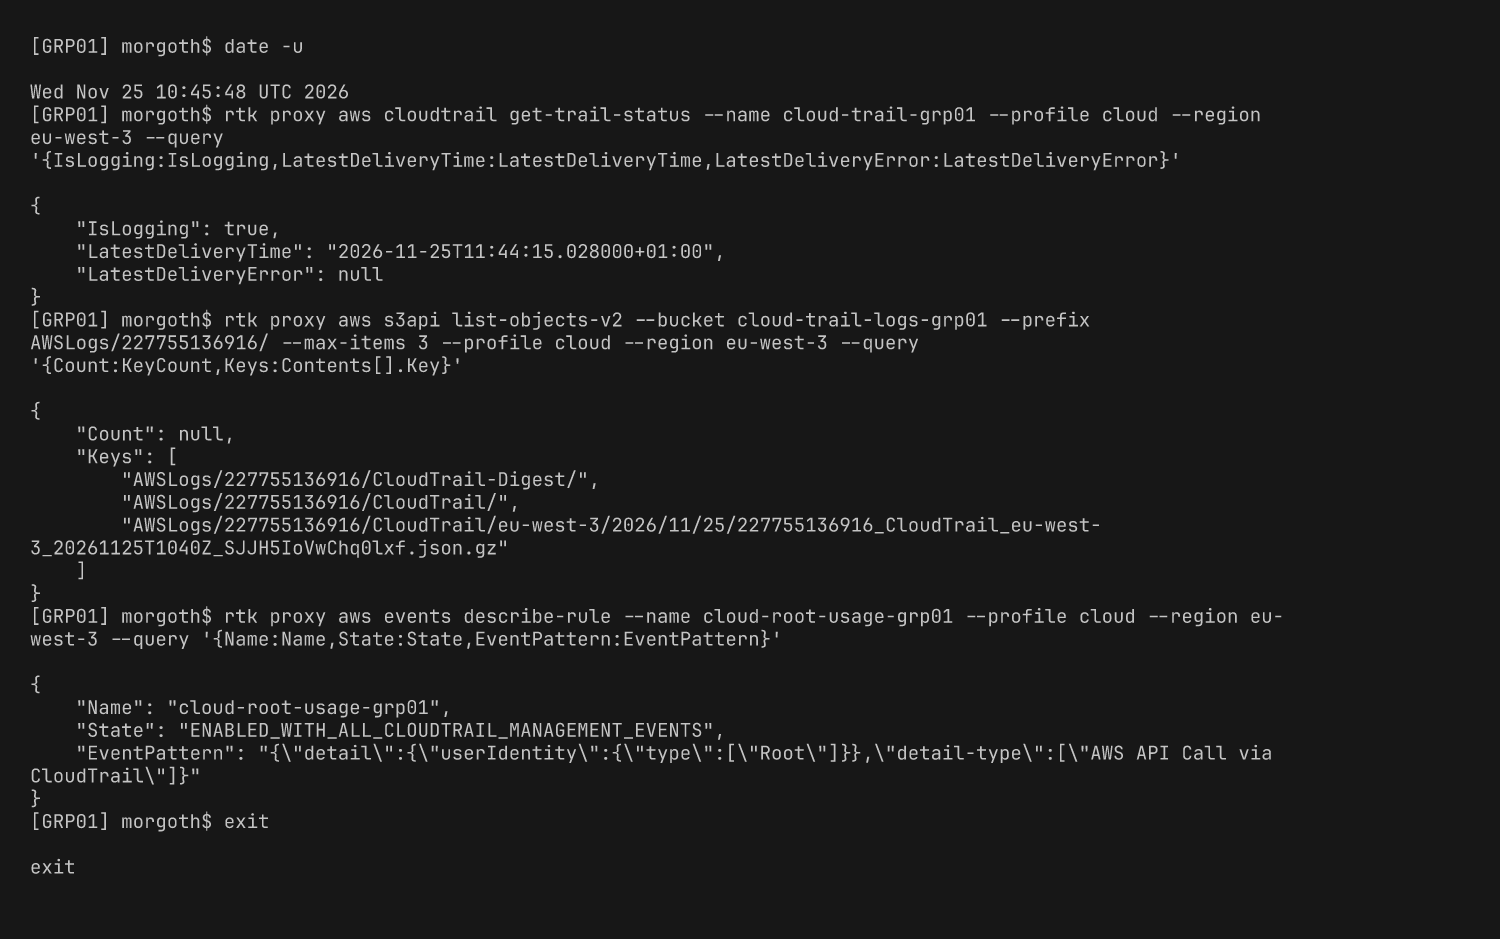 [GRP01] morgoth$ date -u
Wed Nov 25 10:45:48 UTC 2026
[GRP01] morgoth$ rtk proxy aws cloudtrail get-trail-status --name cloud-trail-grp01 --profile cloud --region
eu-west-3 --query
'{IsLogging:IsLogging,LatestDeliveryTime:LatestDeliveryTime,LatestDeliveryError:LatestDeliveryError}'
{
    "IsLogging": true,
    "LatestDeliveryTime": "2026-11-25T11:44:15.028000+01:00",
    "LatestDeliveryError": null
}
[GRP01] morgoth$ rtk proxy aws s3api list-objects-v2 --bucket cloud-trail-logs-grp01 --prefix
AWSLogs/227755136916/ --max-items 3 --profile cloud --region eu-west-3 --query
'{Count:KeyCount,Keys:Contents[].Key}'
{
    "Count": null,
    "Keys": [
        "AWSLogs/227755136916/CloudTrail-Digest/",
        "AWSLogs/227755136916/CloudTrail/",
        "AWSLogs/227755136916/CloudTrail/eu-west-3/2026/11/25/227755136916_CloudTrail_eu-west-
3_20261125T1040Z_SJJH5IoVwChq0lxf.json.gz"
    ]
}
[GRP01] morgoth$ rtk proxy aws events describe-rule --name cloud-root-usage-grp01 --profile cloud --region eu-
west-3 --query '{Name:Name,State:State,EventPattern:EventPattern}'
{
    "Name": "cloud-root-usage-grp01",
    "State": "ENABLED_WITH_ALL_CLOUDTRAIL_MANAGEMENT_EVENTS",
    "EventPattern": "{\"detail\":{\"userIdentity\":{\"type\":[\"Root\"]}},\"detail-type\":[\"AWS API Call via
CloudTrail\"]}"
}
[GRP01] morgoth$ exit
exit